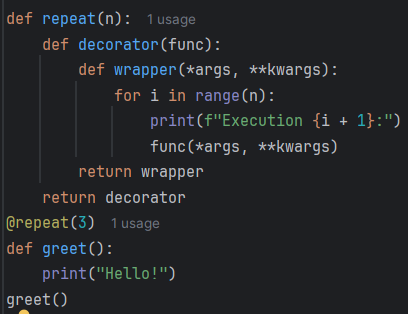 def repeat(n): 1 usage
    def decorator(func):
        def wrapper(*args, **kwargs):
            for i in range(n):
                print(f"Execution {i + 1}:")
                func(*args, **kwargs)
        return wrapper
    return decorator
@repeat(3) 1 usage
def greet():
    print("Hello!")
greet()